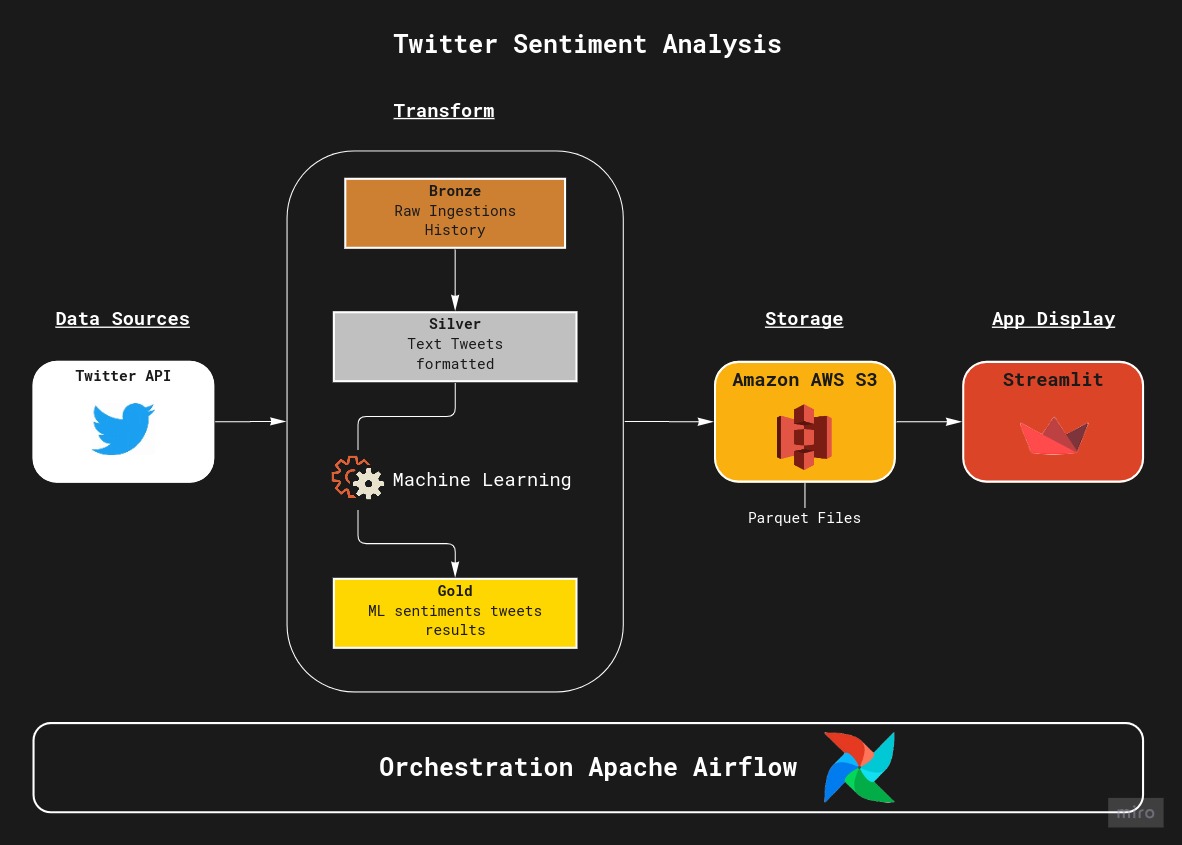 Twitter Sentiment Analysis
Transform
Bronze
Raw Ingestions
History
Silver
Text Tweets
formatted
Data Sources
Twitter API
Machine Learning
Gold
ML sentiments tweets
results
Storage
Amazon AWS S3
Parquet Files
App Display
Streamlit
Orchestration Apache Airflow
miro